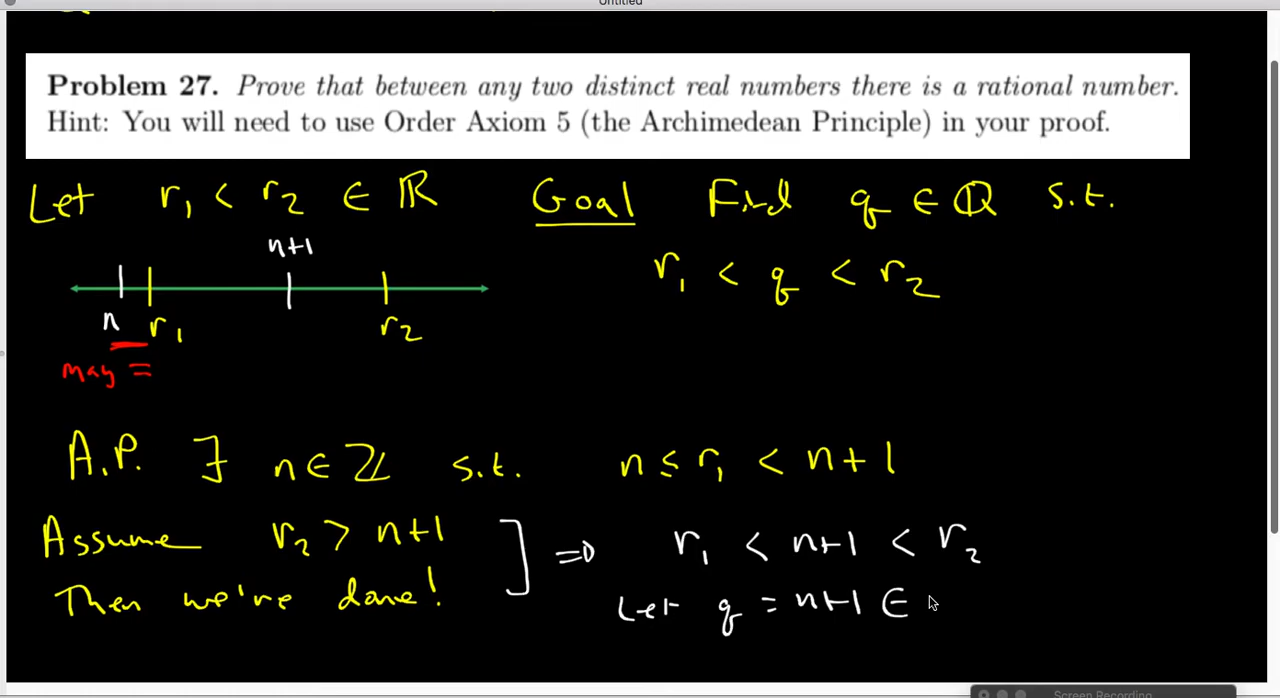 Untitled
Problem 27. Prove that between any two distinct real numbers there is a rational number.
Hint: You will need to use Order Axiom 5 (the Archimedean Principle) in your proof.
Let r₁ < r₂ ∈ ℝ Goal Find q ∈ ℚ s.t.
r₁ < q < r₂
n+1
n r₁ r₂
may =
A.P. ∃ n ∈ ℤ s.t. n ≤ r₁ < n+1
Assume r₂ > n+1 ] ⇒ r₁ < n+1 < r₂
Then we're done! Let q = n+1 ∈
Screen Recording